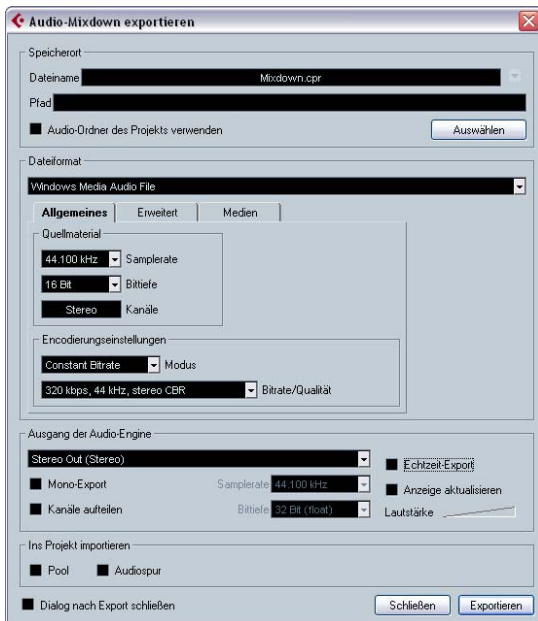 Audio-Mixdown exportieren
Speicherort
Dateiname Mixdown.cpr
Pfad
Audio-Ordner des Projekts verwenden Auswählen
Dateiformat
Windows Media Audio File
Allgemeines Erweitert Medien
Quellmaterial
44.100 kHz Samplerate
16 Bit Bittiefe
Stereo Kanäle
Encodierungseinstellungen
Constant Bitrate Modus
320 kbps, 44 kHz, stereo CBR Bitrate/Qualität
Ausgang der Audio-Engine
Stereo Out (Stereo) Echtzeit-Export
Mono-Export Samplerate 44.100 kHz Anzeige aktualisieren
Kanäle aufteilen Bittiefe 32 Bit (float) Lautstärke
Ins Projekt importieren
Pool Audiospur
Dialog nach Export schließen Schließen Exportieren